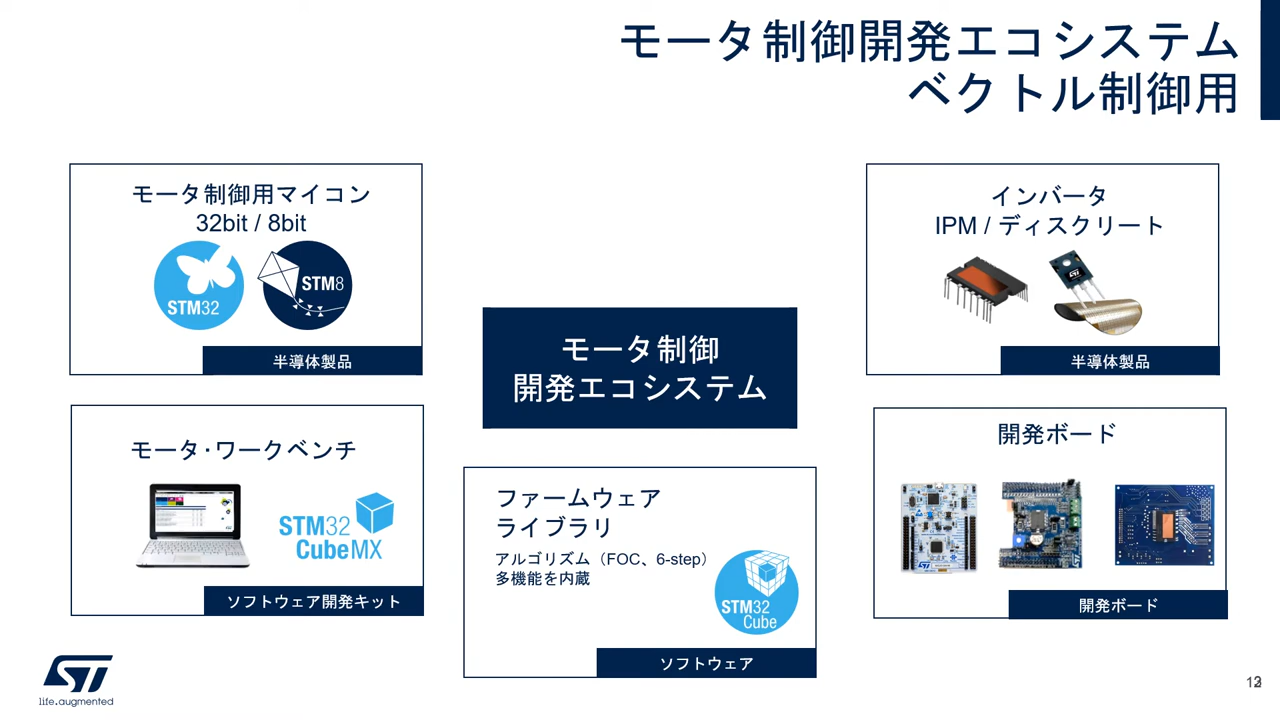 モータ制御開発エコシステム
ベクトル制御用
モータ制御用マイコン
32bit / 8bit
STM32
STM8
半導体製品
インバータ
IPM / ディスクリート
半導体製品
モータ制御
開発エコシステム
モータ・ワークベンチ
STM32
CubeMX
ソフトウェア開発キット
ファームウェア
ライブラリ
アルゴリズム（FOC、6-step）
多機能を内蔵
STM32
Cube
ソフトウェア
開発ボード
開発ボード
ST
life.augmented